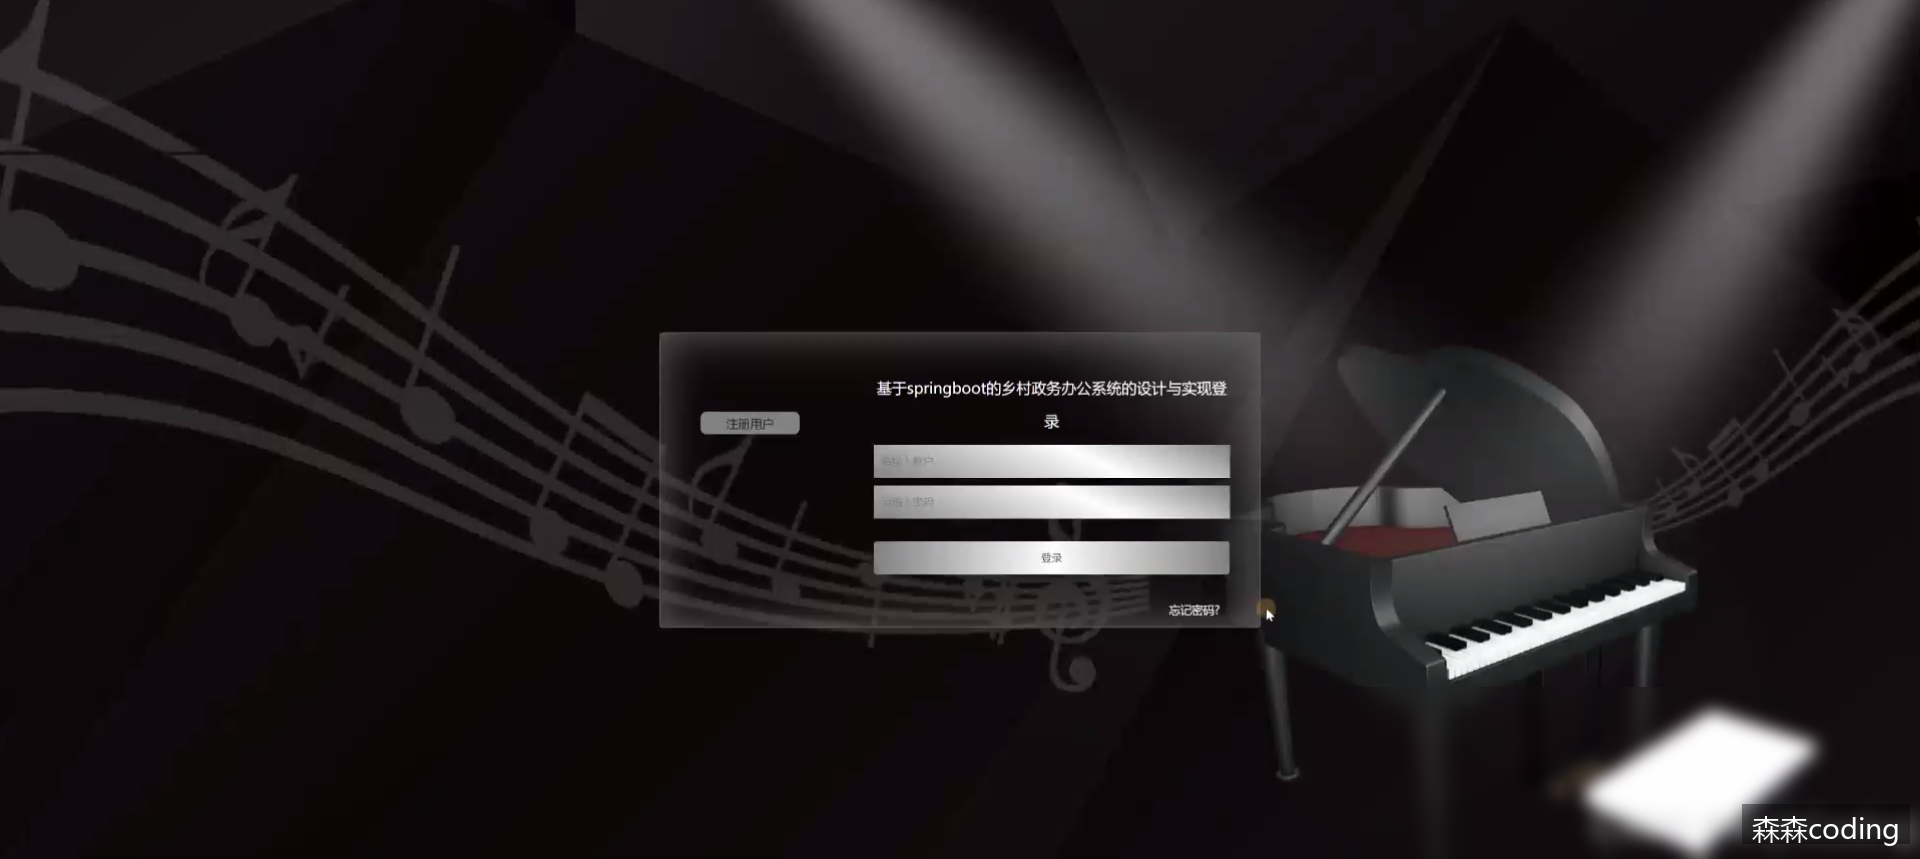 基于springboot的乡村政务办公系统的设计与实现登
录
注册用户
请输入账户
请输入密码
登录
忘记密码?
森森coding